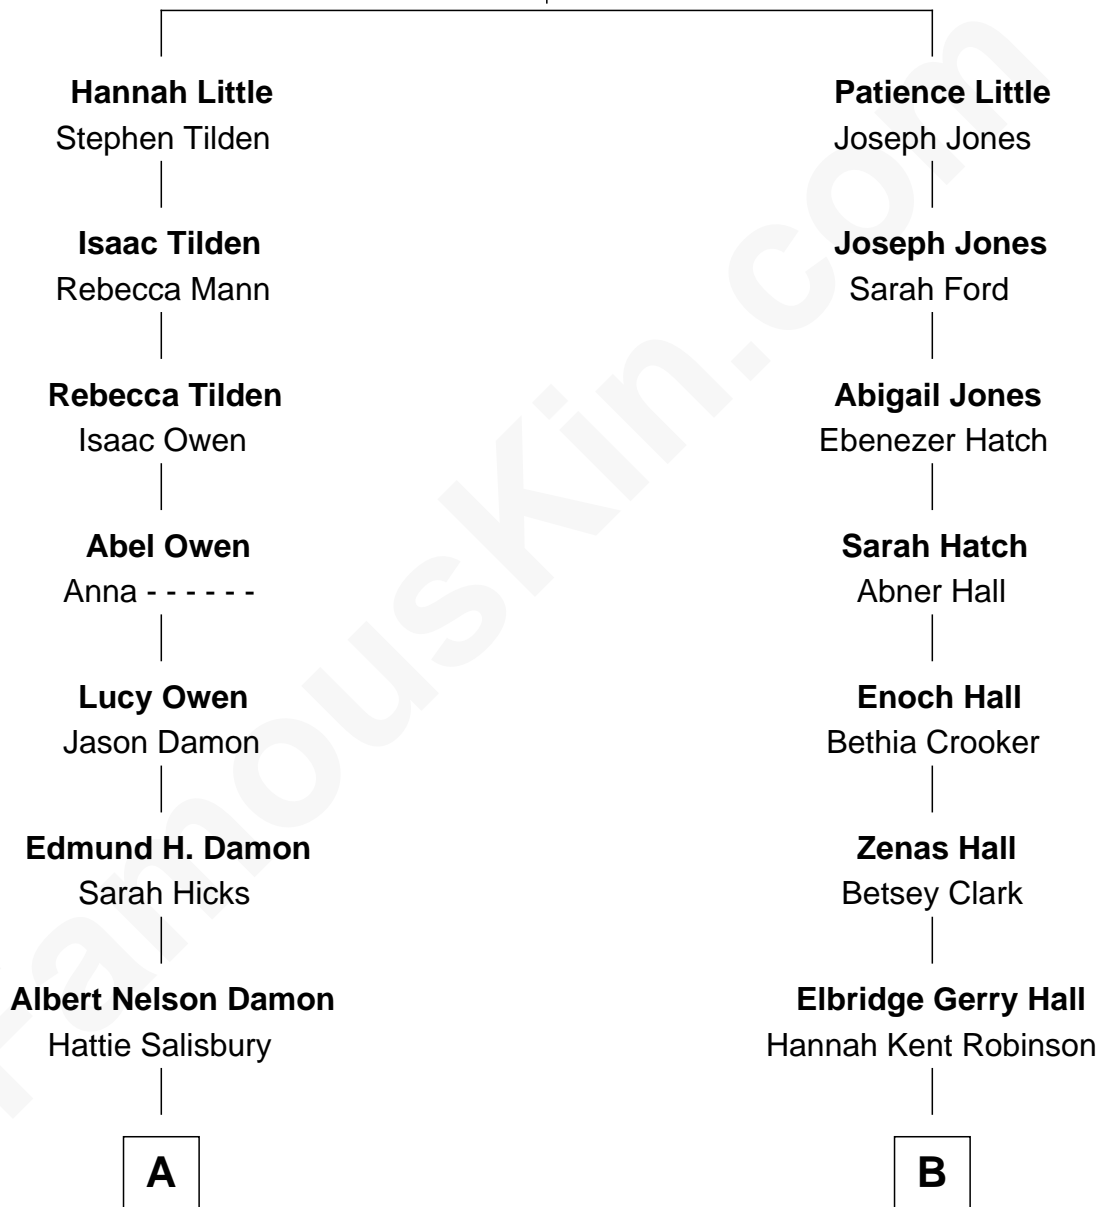 Hannah Little
Stephen Tilden
Patience Little
Joseph Jones
Isaac Tilden
Rebecca Mann
Joseph Jones
Sarah Ford
Rebecca Tilden
Isaac Owen
Abigail Jones
Ebenezer Hatch
Abel Owen
Anna - - - - - -
Sarah Hatch
Abner Hall
Lucy Owen
Jason Damon
Enoch Hall
Bethia Crooker
Edmund H. Damon
Sarah Hicks
Zenas Hall
Betsey Clark
Albert Nelson Damon
Hattie Salisbury
Elbridge Gerry Hall
Hannah Kent Robinson
A
B
FamousKin.com